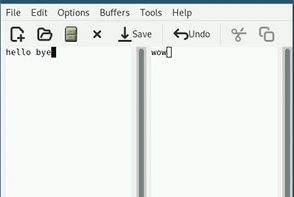 File Edit Options Buffers Tools Help
Save Undo
hello bye
wow